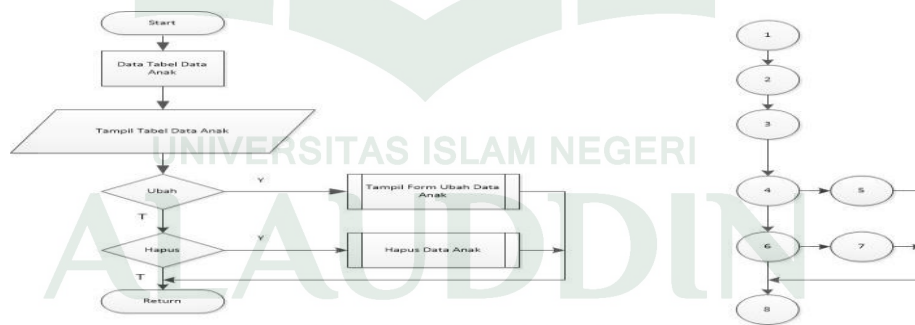 Start
Data Tabel Data
Anak
Tampil Tabel Data Anak
UNIVERSITAS ISLAM NEGERI
Ubah
Y
Tampil Form Ubah Data
Anak
T
Hapus
Y
Hapus Data Anak
T
Return
ALAUDDIN
1
2
3
4
5
6
7
8